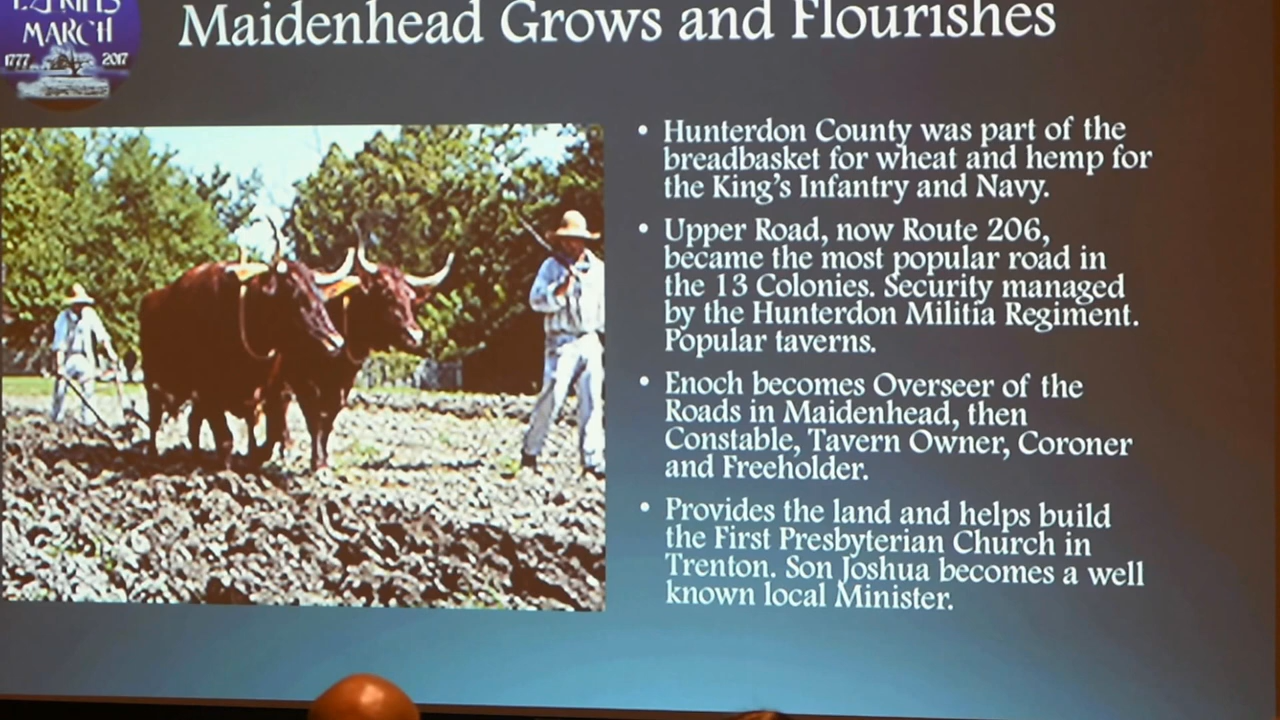 MARCH
1777 2017
Maidenhead Grows and Flourishes
• Hunterdon County was part of the
breadbasket for wheat and hemp for
the King's Infantry and Navy.
• Upper Road, now Route 206,
became the most popular road in
the 13 Colonies. Security managed
by the Hunterdon Militia Regiment.
Popular taverns.
• Enoch becomes Overseer of the
Roads in Maidenhead, then
Constable, Tavern Owner, Coroner
and Freeholder.
• Provides the land and helps build
the First Presbyterian Church in
Trenton. Son Joshua becomes a well
known local Minister.